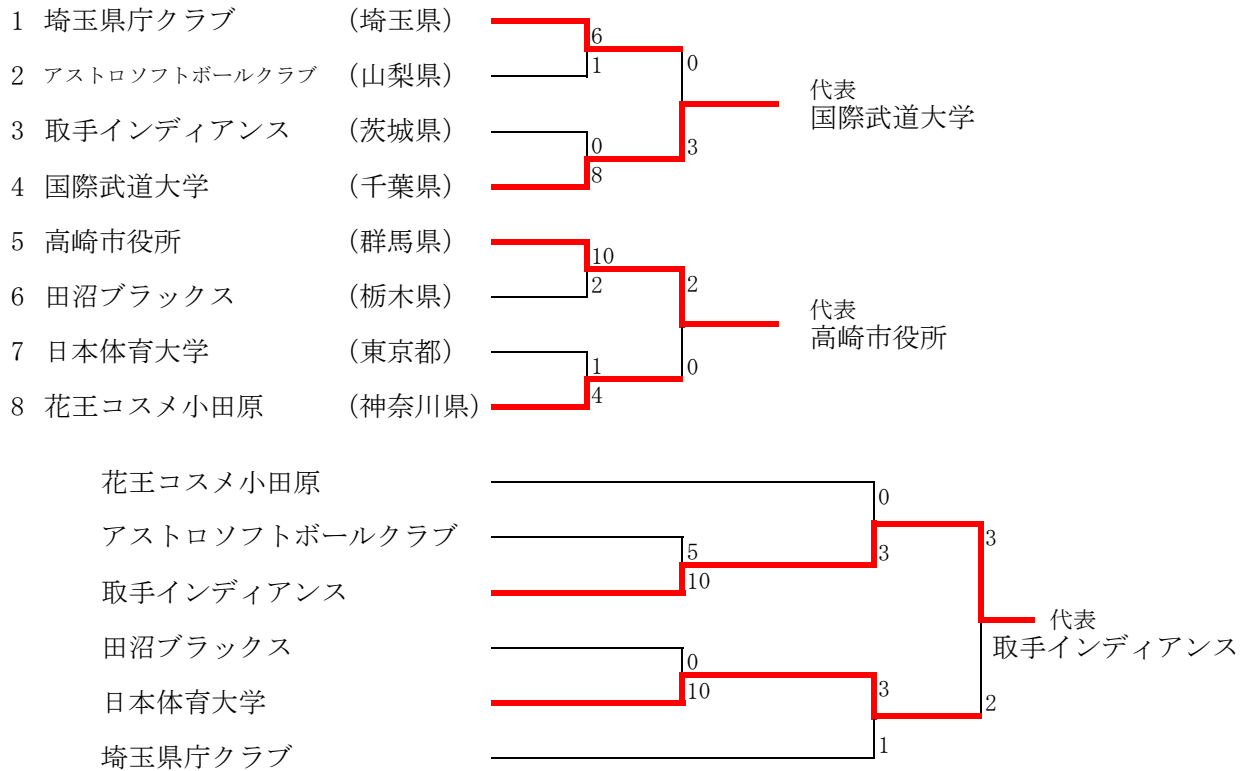 1 埼玉県庁クラブ (埼玉県)
6
1
2 アストロソフトボールクラブ (山梨県)
0
代表
国際武道大学
3 取手インディアンス (茨城県)
0
8
3
4 国際武道大学 (千葉県)
5 高崎市役所 (群馬県)
10
2
6 田沼ブラックス (栃木県)
2
代表
高崎市役所
7 日本体育大学 (東京都)
1
4
0
8 花王コスメ小田原 (神奈川県)
花王コスメ小田原
0
アストロソフトボールクラブ
5
10
3
3
取手インディアンス
代表
取手インディアンス
田沼ブラックス
0
10
3
2
日本体育大学
1
埼玉県庁クラブ